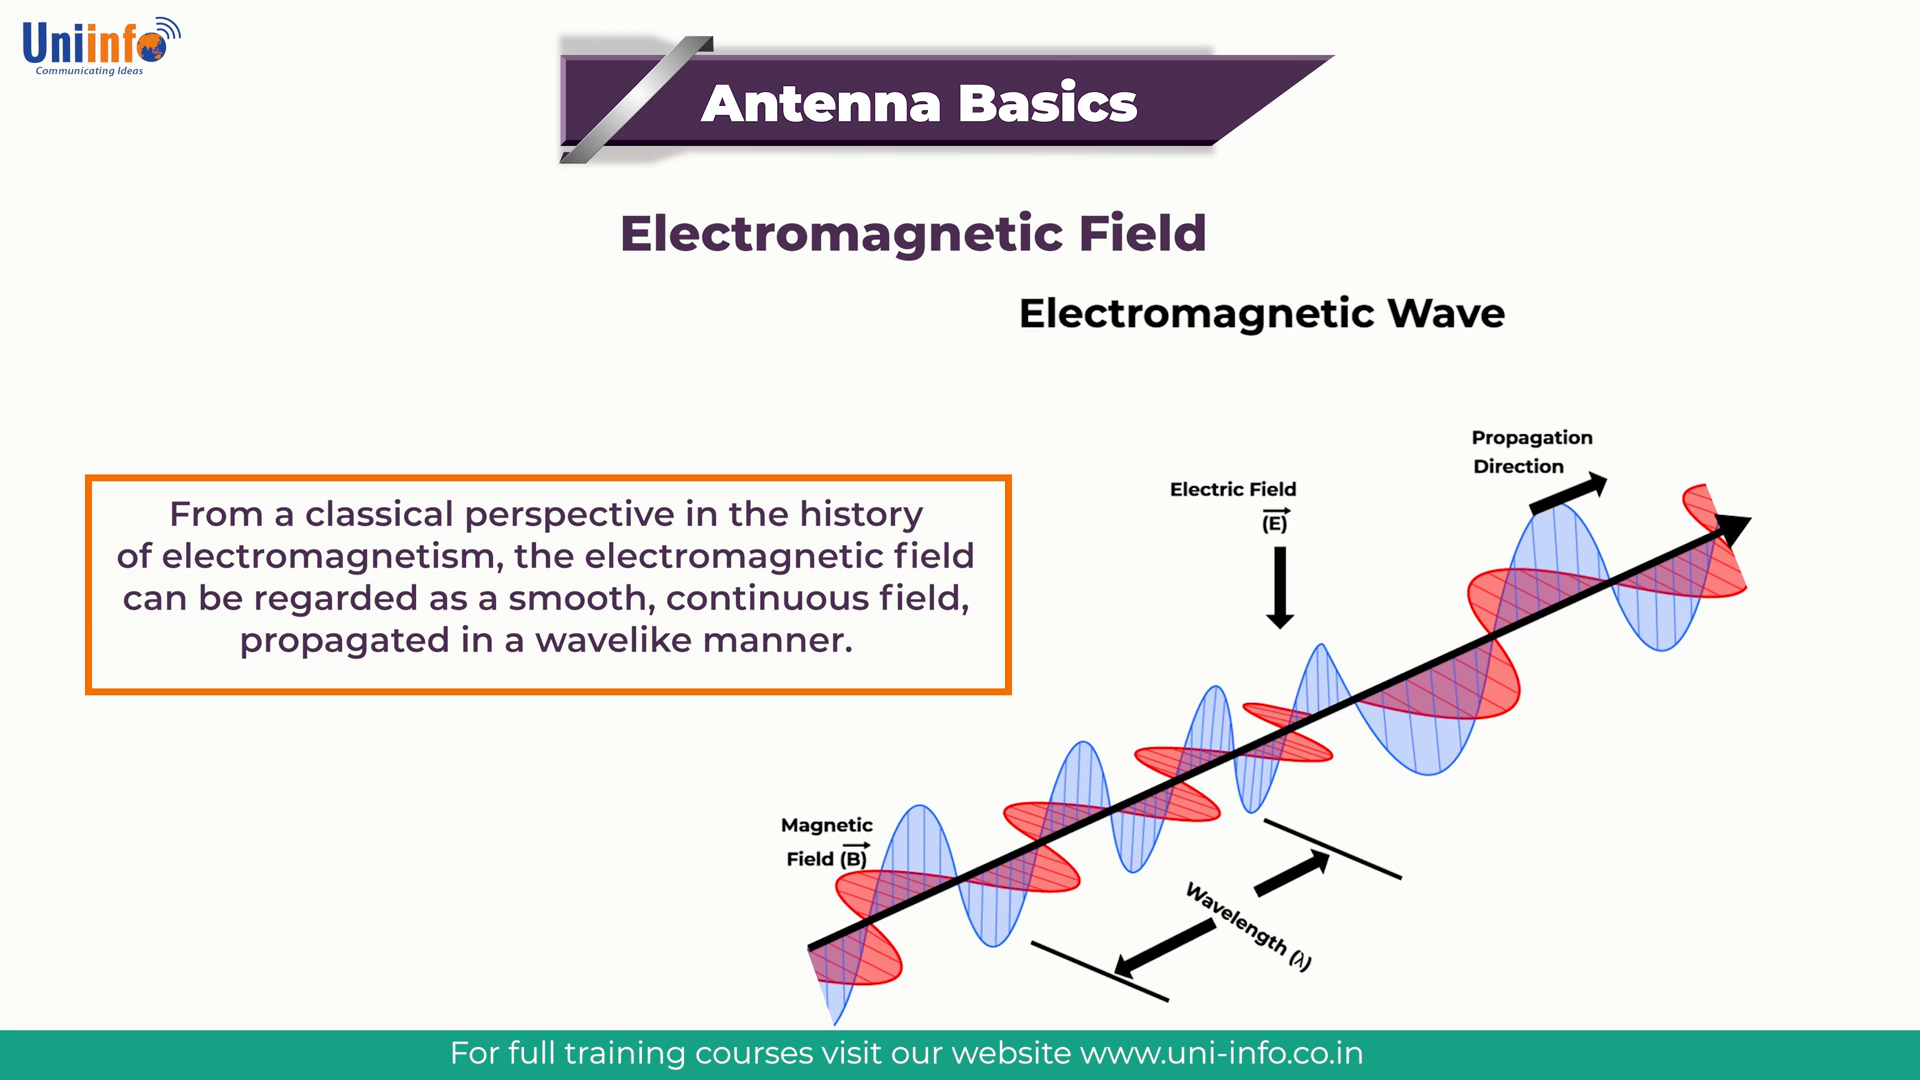 Uniinfo
Communicating Ideas
Antenna Basics
Electromagnetic Field
Electromagnetic Wave
From a classical perspective in the history
of electromagnetism, the electromagnetic field
can be regarded as a smooth, continuous field,
propagated in a wavelike manner.
Propagation
Direction
Electric Field
(E)
Magnetic
Field (B)
Wavelength (λ)
For full training courses visit our website www.uni-info.co.in